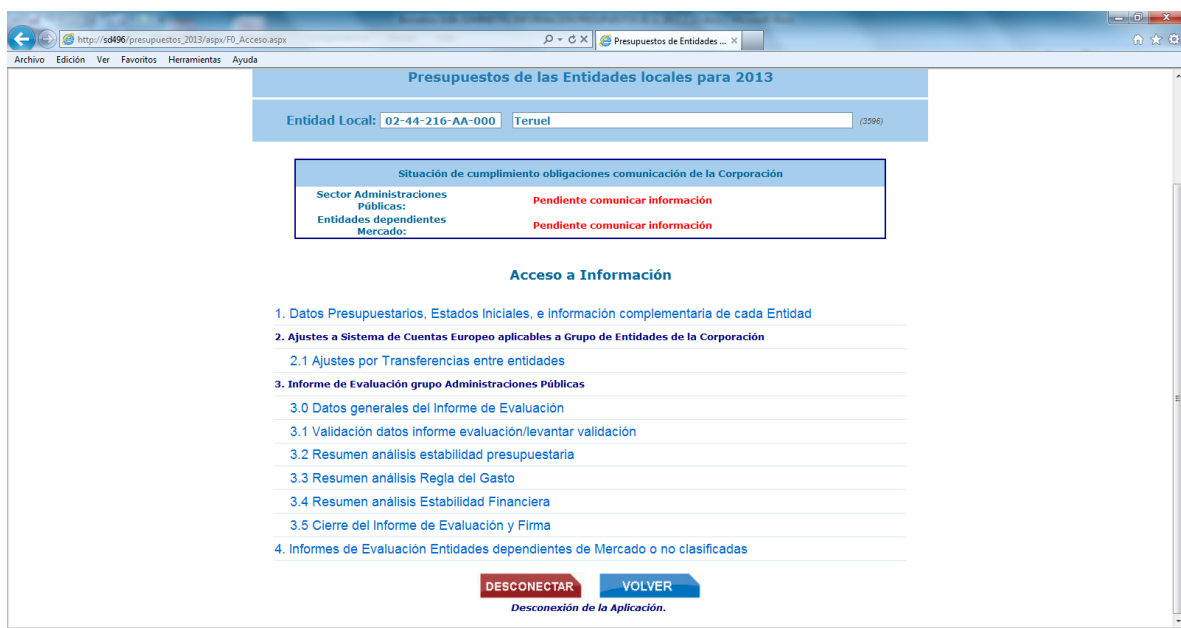 http://sd496/presupuestos_2013/aspx/F0_Acceso.aspx
Presupuestos de Entidades ...
Archivo Edición Ver Favoritos Herramientas Ayuda
Presupuestos de las Entidades locales para 2013
Entidad Local: 02-44-216-AA-000 Teruel (3596)
Situación de cumplimiento obligaciones comunicación de la Corporación
Sector Administraciones
Públicas:
Pendiente comunicar información
Entidades dependientes
Mercado:
Pendiente comunicar información
Acceso a Información
1. Datos Presupuestarios, Estados Iniciales, e información complementaria de cada Entidad
2. Ajustes a Sistema de Cuentas Europeo aplicables a Grupo de Entidades de la Corporación
2.1 Ajustes por Transferencias entre entidades
3. Informe de Evaluación grupo Administraciones Públicas
3.0 Datos generales del Informe de Evaluación
3.1 Validación datos informe evaluación/levantar validación
3.2 Resumen análisis estabilidad presupuestaria
3.3 Resumen análisis Regla del Gasto
3.4 Resumen análisis Estabilidad Financiera
3.5 Cierre del Informe de Evaluación y Firma
4. Informes de Evaluación Entidades dependientes de Mercado o no clasificadas
DESCONECTAR VOLVER
Desconexión de la Aplicación.